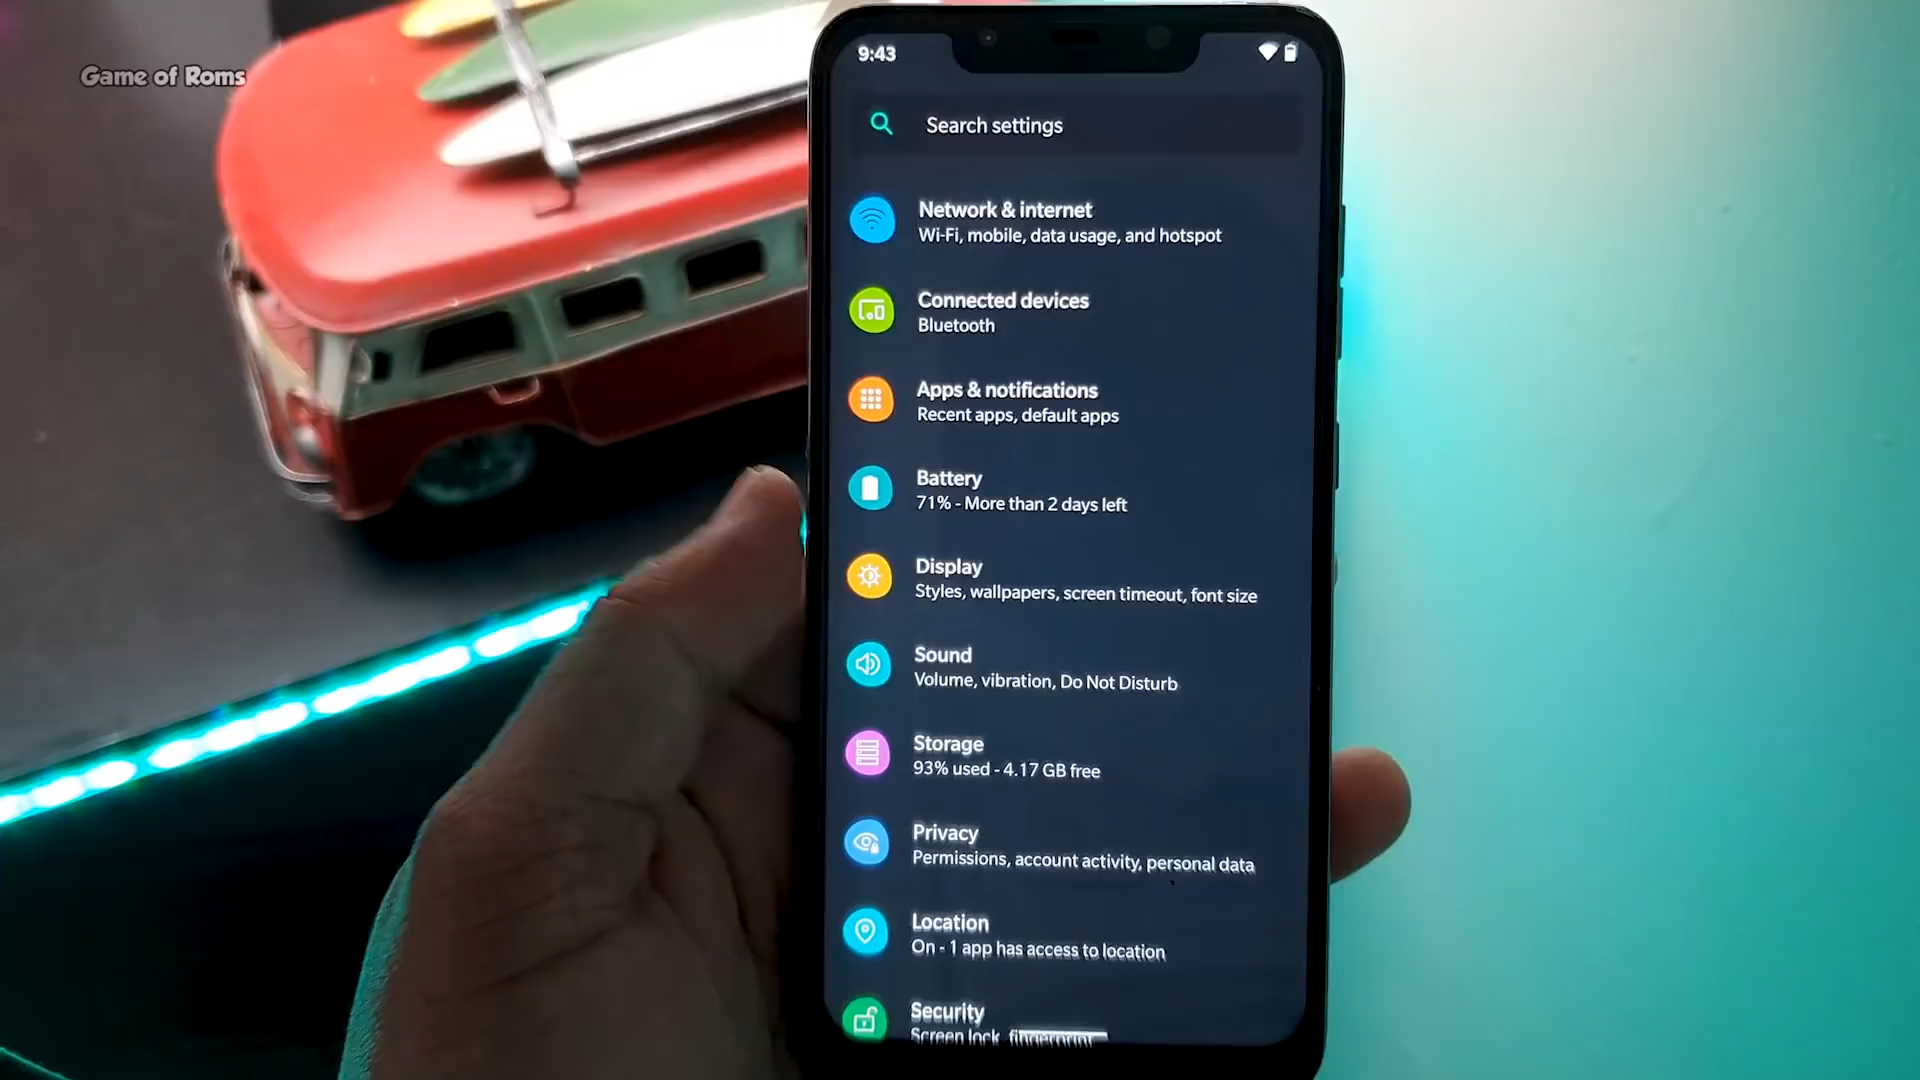 Game of Roms
9:43
Search settings
Network & internet
Wi-Fi, mobile, data usage, and hotspot
Connected devices
Bluetooth
Apps & notifications
Recent apps, default apps
Battery
71% - More than 2 days left
Display
Styles, wallpapers, screen timeout, font size
Sound
Volume, vibration, Do Not Disturb
Storage
93% used - 4.17 GB free
Privacy
Permissions, account activity, personal data
Location
On - 1 app has access to location
Security
Screen lock, fingerprint